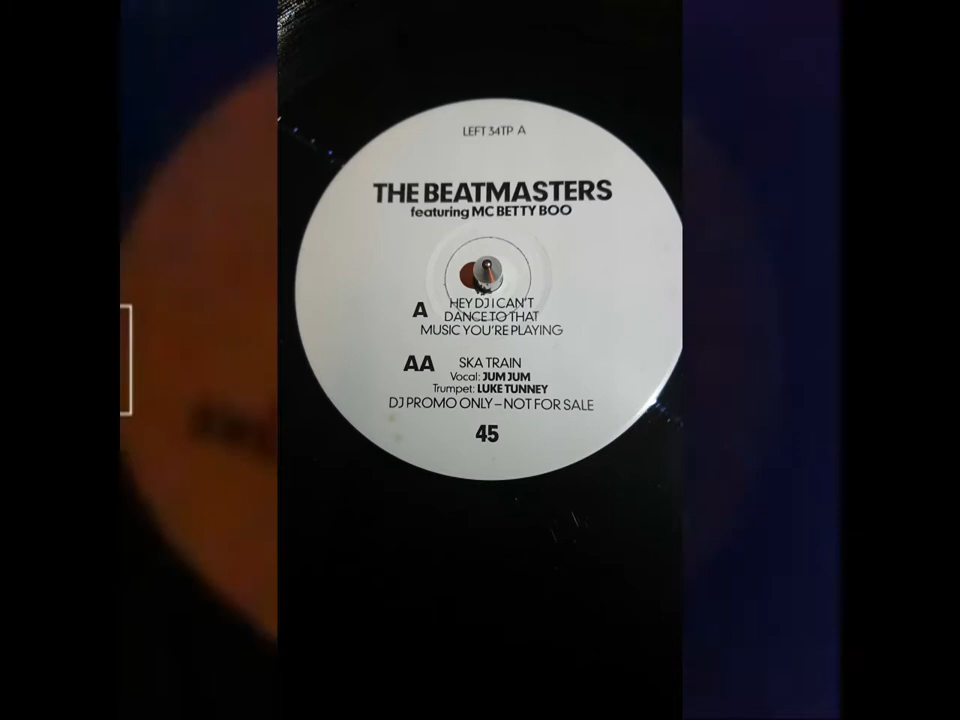 LEFT 34TP A
THE BEATMASTERS
featuring MC BETTY BOO
A
HEY DJ I CAN'T
DANCE TO THAT
MUSIC YOU'RE PLAYING
AA SKA TRAIN
Vocal: JUM JUM
Trumpet: LUKE TUNNEY
DJ PROMO ONLY – NOT FOR SALE
45